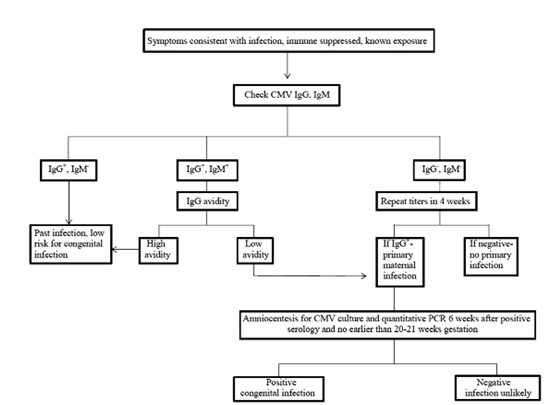 Symptoms consistent with infection, immune suppressed, known exposure
Check CMV IgG, IgM
IgG⁺, IgM⁻
IgG⁺, IgM⁺
IgG⁻, IgM⁻
IgG avidity
Repeat titers in 4 weeks
Past infection, low
risk for congenital
infection
High
avidity
Low
avidity
If IgG⁺-
primary
maternal
infection
If negative-
no primary
infection
Amniocentesis for CMV culture and quantitative PCR 6 weeks after positive
serology and no earlier than 20-21 weeks gestation
Positive
congenital infection
Negative
infection unlikely